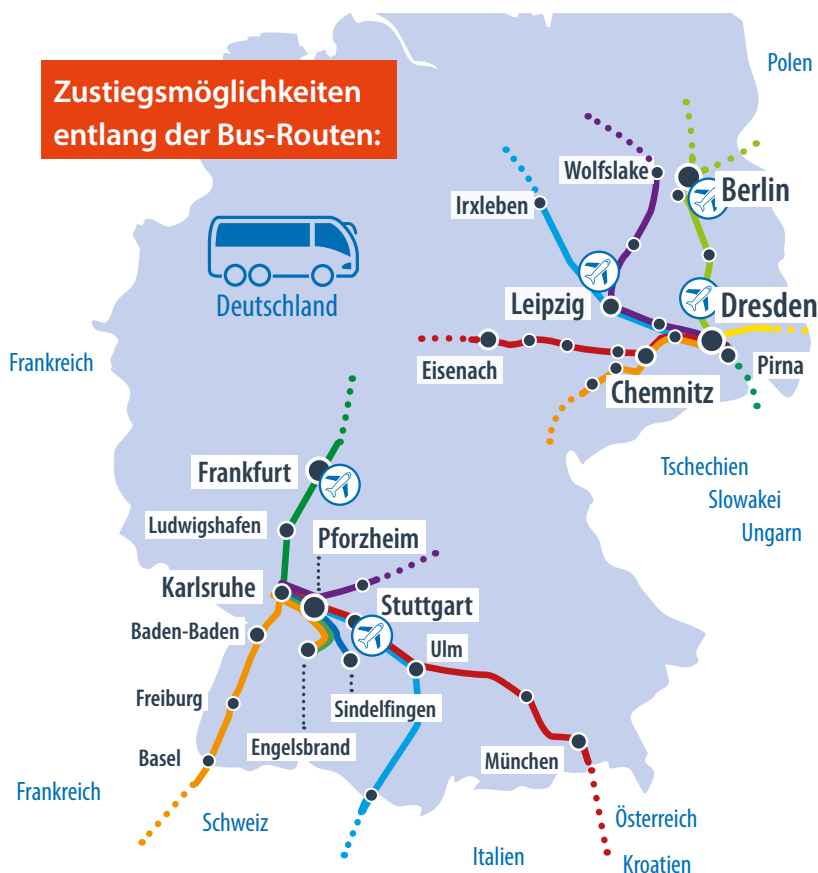 Zustiegsmöglichkeiten
entlang der Bus-Routen:
Polen
Wolfslake
Berlin
Irxleben
Deutschland
Leipzig
Dresden
Frankreich
Eisenach
Pirna
Chemnitz
Tschechien
Slowakei
Ungarn
Frankfurt
Ludwigshafen
Pforzheim
Karlsruhe
Stuttgart
Baden-Baden
Ulm
Freiburg
Sindelfingen
Engelsbrand
Basel
München
Frankreich
Schweiz
Österreich
Italien
Kroatien